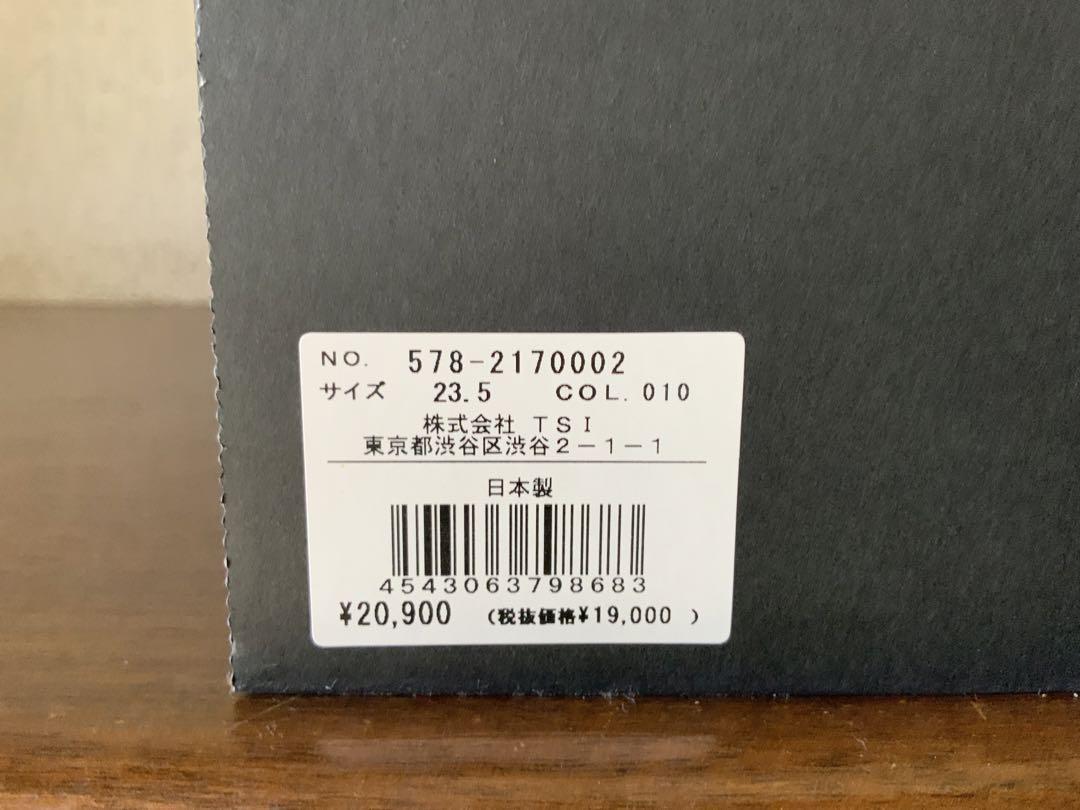 NO. 578-2170002
サイズ 23.5 COL. 010
株式会社 TSI
東京都渋谷区渋谷2-1-1
日本製
4543063798683
¥20,900 (税抜価格¥19,000 )